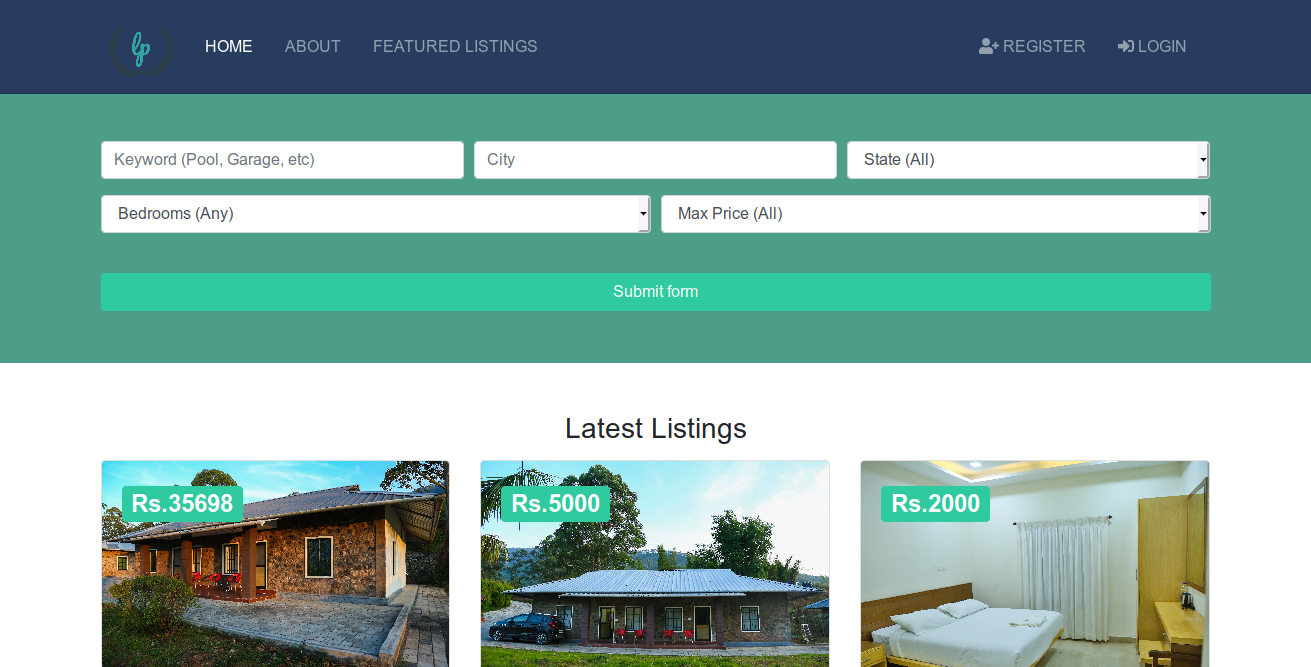 lp HOME ABOUT FEATURED LISTINGS REGISTER LOGIN
Keyword (Pool, Garage, etc) City State (All)
Bedrooms (Any) Max Price (All)
Submit form
Latest Listings
Rs.35698 Rs.5000 Rs.2000